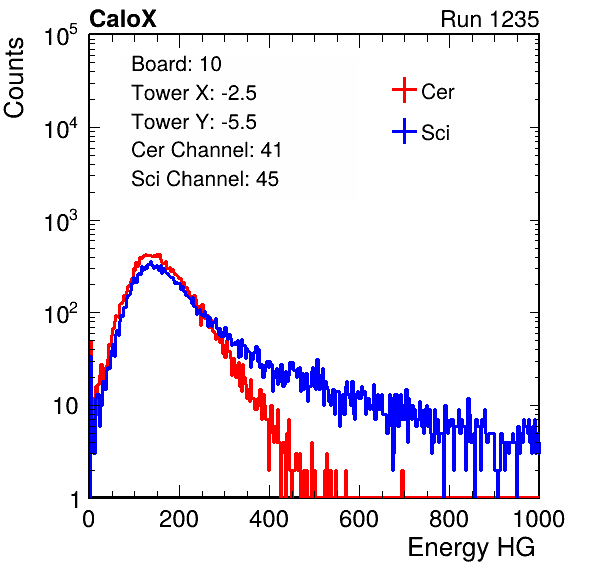 CaloX Run 1235
Counts
10^5
10^4
10^3
10^2
10
1
Board: 10
Tower X: -2.5
Tower Y: -5.5
Cer Channel: 41
Sci Channel: 45
Cer
Sci
0 200 400 600 800 1000
Energy HG